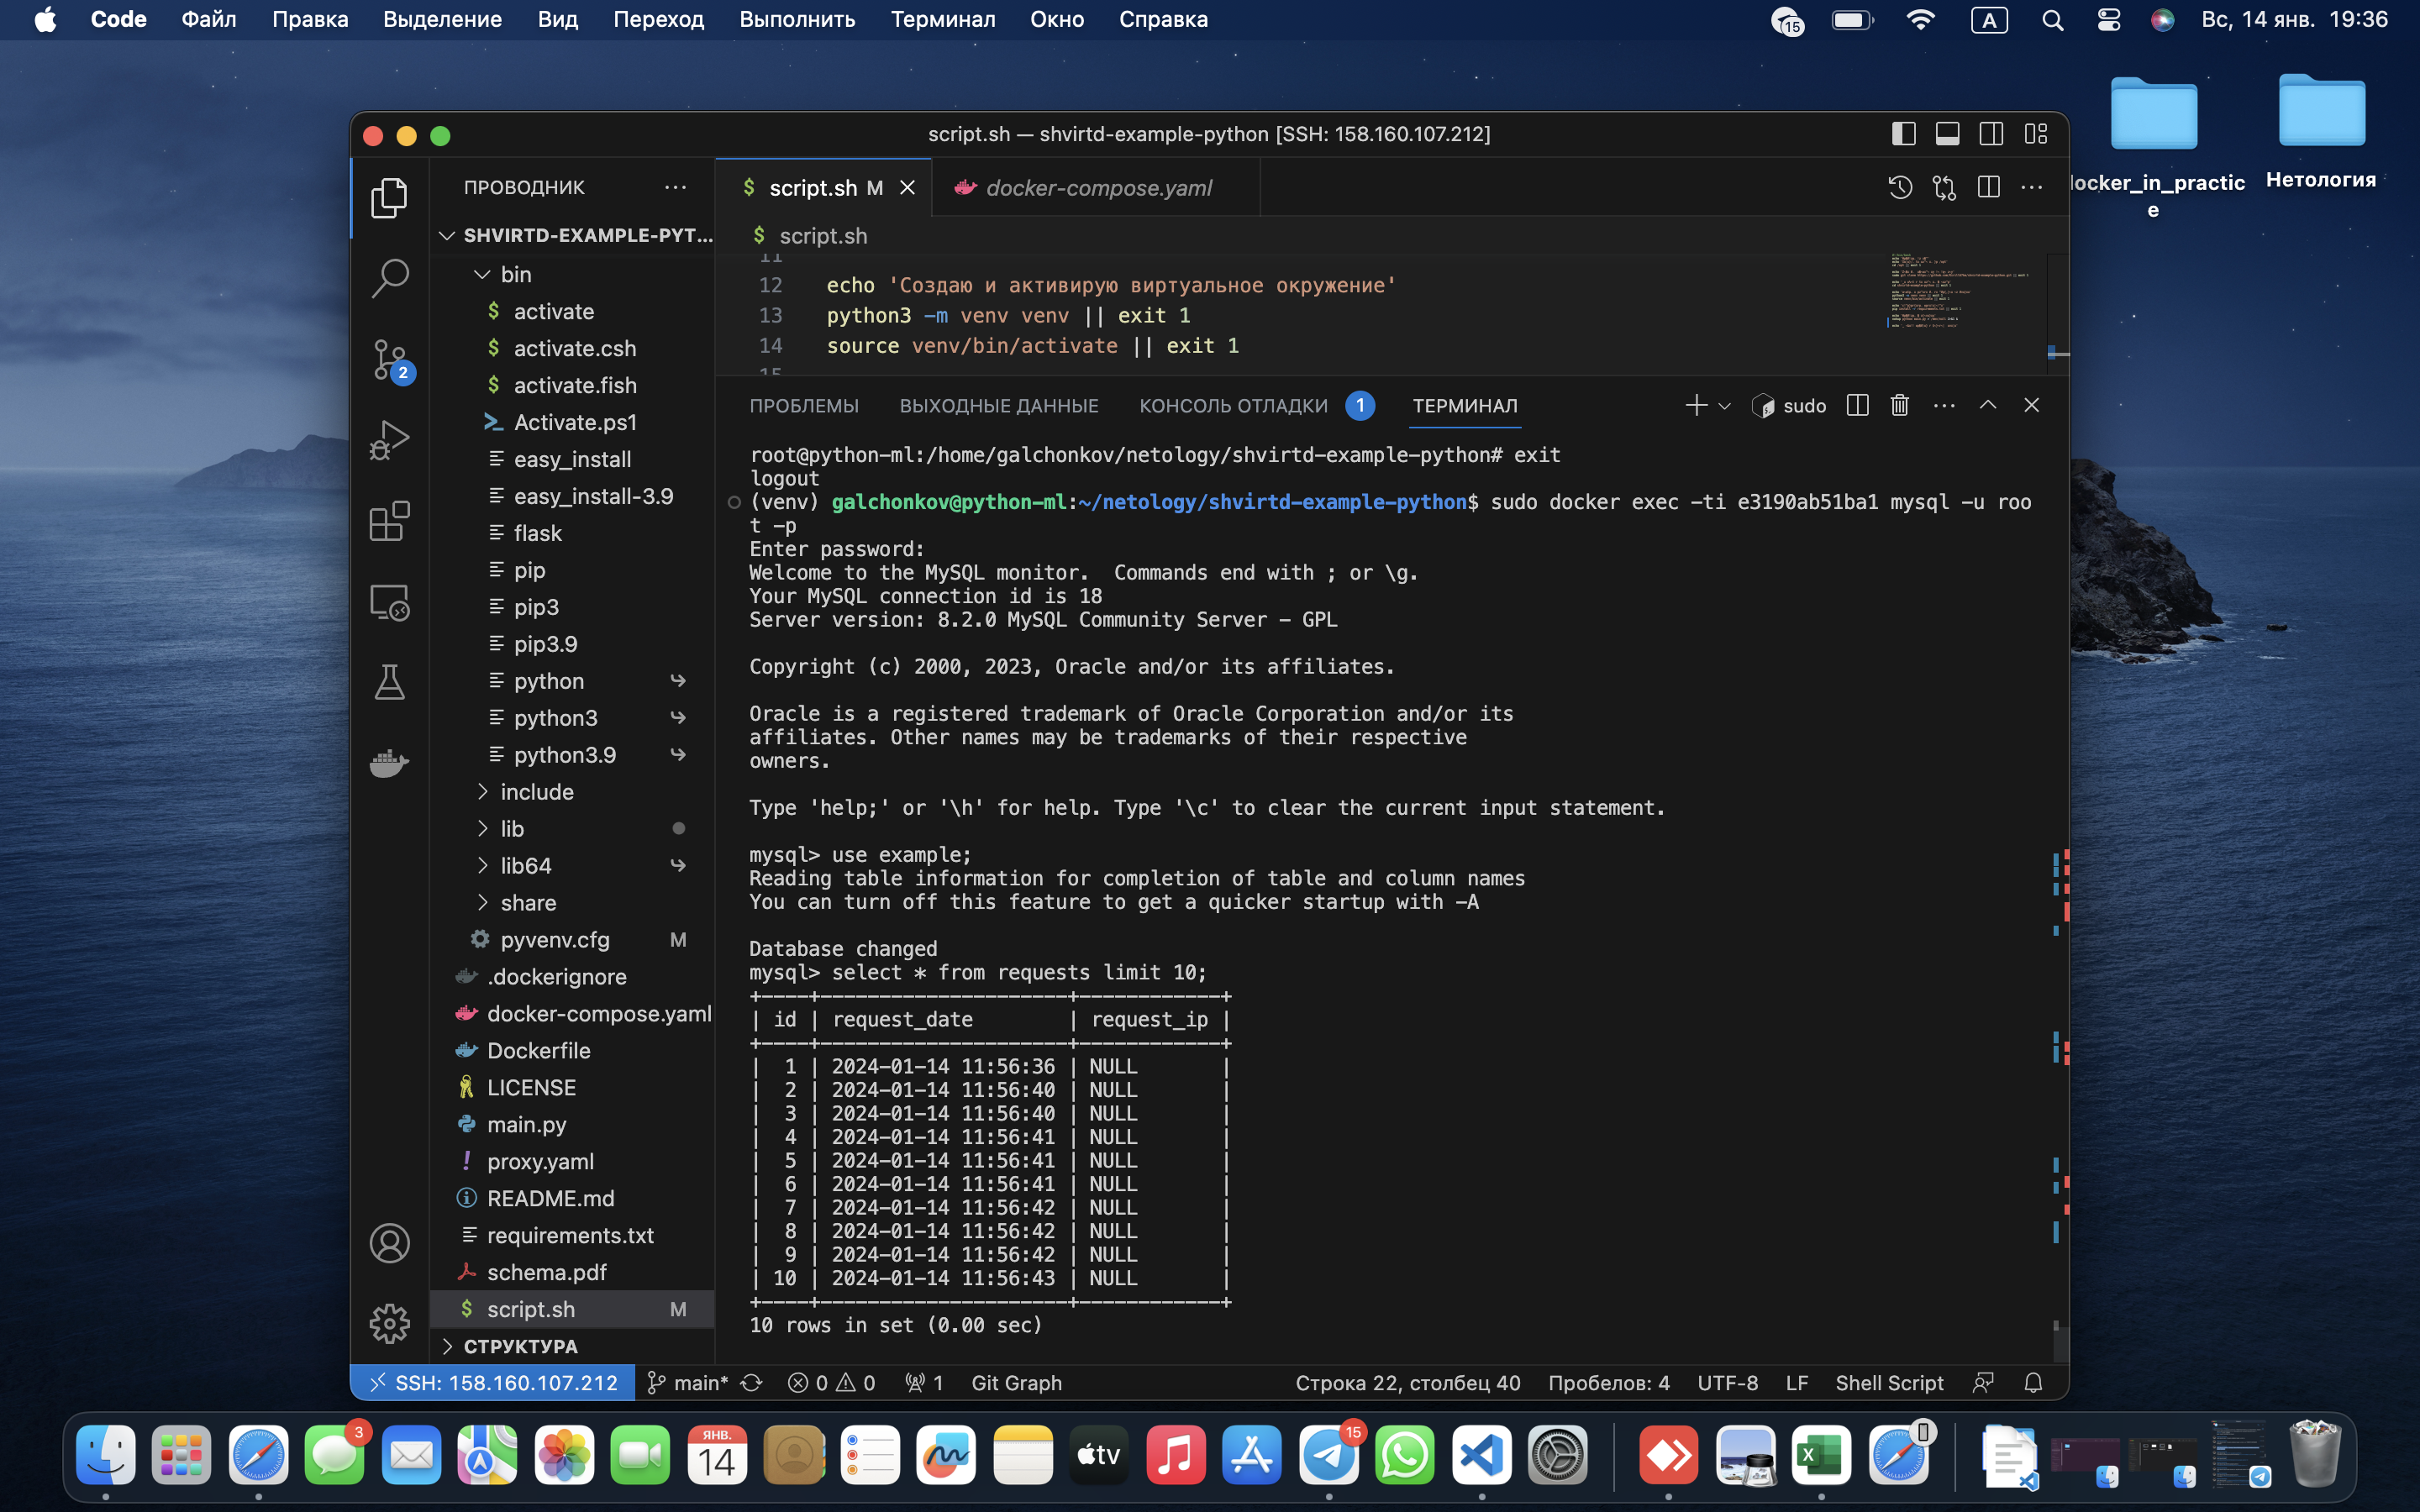 Code Файл Правка Выделение Вид Переход Выполнить Терминал Окно Справка
15 A Вс, 14 янв. 19:36
docker_in_practic
e
Нетология
script.sh — shvirtd-example-python [SSH: 158.160.107.212]
ПРОВОДНИК
SHVIRTD-EXAMPLE-PYT...
bin
activate
activate.csh
activate.fish
Activate.ps1
easy_install
easy_install-3.9
flask
pip
pip3
pip3.9
python
python3
python3.9
include
lib
lib64
share
pyvenv.cfg M
.dockerignore
docker-compose.yaml
Dockerfile
LICENSE
main.py
proxy.yaml
README.md
requirements.txt
schema.pdf
script.sh M
СТРУКТУРА
2
script.sh M
docker-compose.yaml
script.sh
11
12 echo 'Создаю и активирую виртуальное окружение'
13 python3 -m venv venv || exit 1
14 source venv/bin/activate || exit 1
15
ПРОБЛЕМЫ ВЫХОДНЫЕ ДАННЫЕ КОНСОЛЬ ОТЛАДКИ 1 ТЕРМИНАЛ sudo
root@python-ml:/home/galchonkov/netology/shvirtd-example-python# exit
logout
(venv) galchonkov@python-ml:~/netology/shvirtd-example-python$ sudo docker exec -ti e3190ab51ba1 mysql -u roo
t -p
Enter password:
Welcome to the MySQL monitor.  Commands end with ; or \g.
Your MySQL connection id is 18
Server version: 8.2.0 MySQL Community Server - GPL
Copyright (c) 2000, 2023, Oracle and/or its affiliates.
Oracle is a registered trademark of Oracle Corporation and/or its
affiliates. Other names may be trademarks of their respective
owners.
Type 'help;' or '\h' for help. Type '\c' to clear the current input statement.
mysql> use example;
Reading table information for completion of table and column names
You can turn off this feature to get a quicker startup with -A
Database changed
mysql> select * from requests limit 10;
+----+---------------------+------------+
| id | request_date        | request_ip |
+----+---------------------+------------+
|  1 | 2024-01-14 11:56:36 | NULL       |
|  2 | 2024-01-14 11:56:40 | NULL       |
|  3 | 2024-01-14 11:56:40 | NULL       |
|  4 | 2024-01-14 11:56:41 | NULL       |
|  5 | 2024-01-14 11:56:41 | NULL       |
|  6 | 2024-01-14 11:56:41 | NULL       |
|  7 | 2024-01-14 11:56:42 | NULL       |
|  8 | 2024-01-14 11:56:42 | NULL       |
|  9 | 2024-01-14 11:56:42 | NULL       |
| 10 | 2024-01-14 11:56:43 | NULL       |
+----+---------------------+------------+
10 rows in set (0.00 sec)
SSH: 158.160.107.212 main* 0 0 1 Git Graph Строка 22, столбец 40 Пробелов: 4 UTF-8 LF Shell Script
3
ЯНВ.
14
tv
15
X